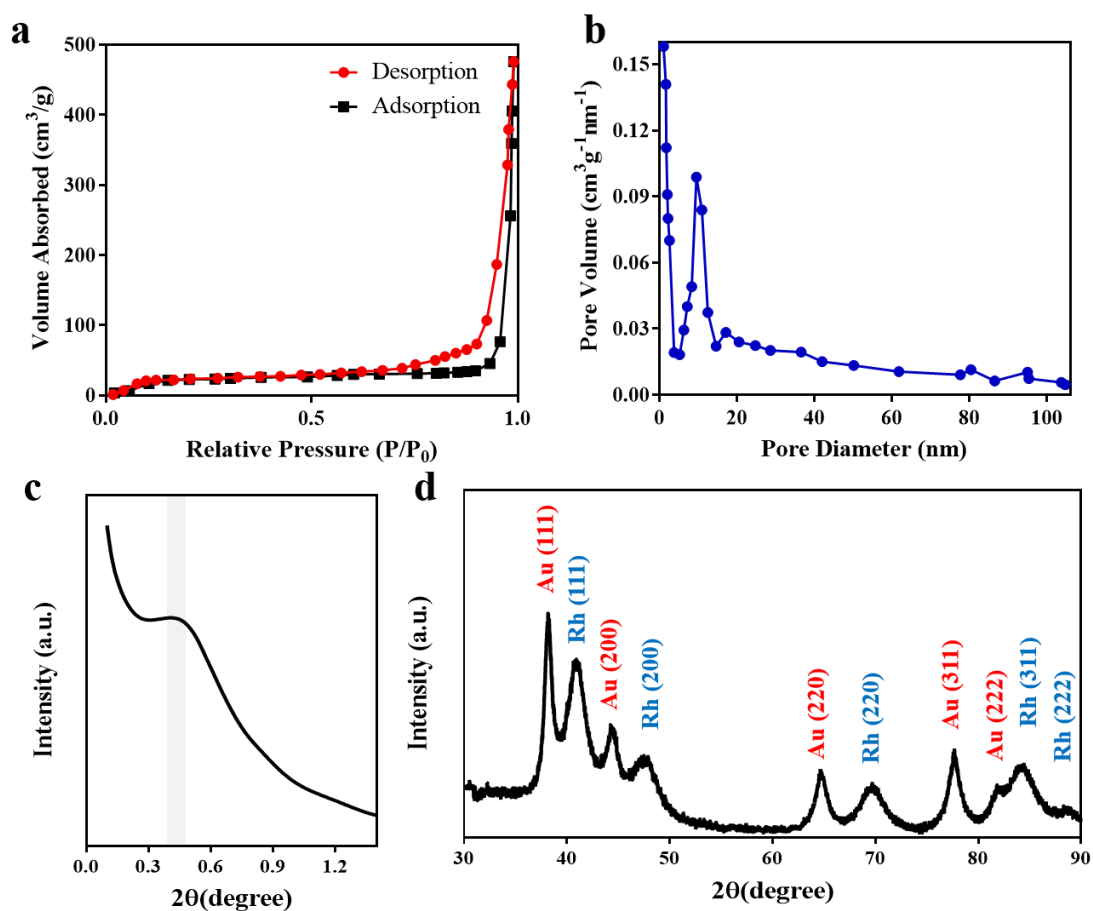 a
500
400
300
200
100
0
Volume Absorbed (cm³/g)
Desorption
Adsorption
0.0
0.5
1.0
Relative Pressure (P/P₀)
b
0.15
0.12
0.09
0.06
0.03
0.00
Pore Volume (cm³g⁻¹nm⁻¹)
0
20
40
60
80
100
Pore Diameter (nm)
c
Intensity (a.u.)
0.0
0.3
0.6
0.9
1.2
2θ(degree)
d
Intensity (a.u.)
Au (111)
Rh (111)
Au (200)
Rh (200)
Au (220)
Rh (220)
Au (311)
Au (222)
Rh (311)
Rh (222)
30
40
50
60
70
80
90
2θ(degree)